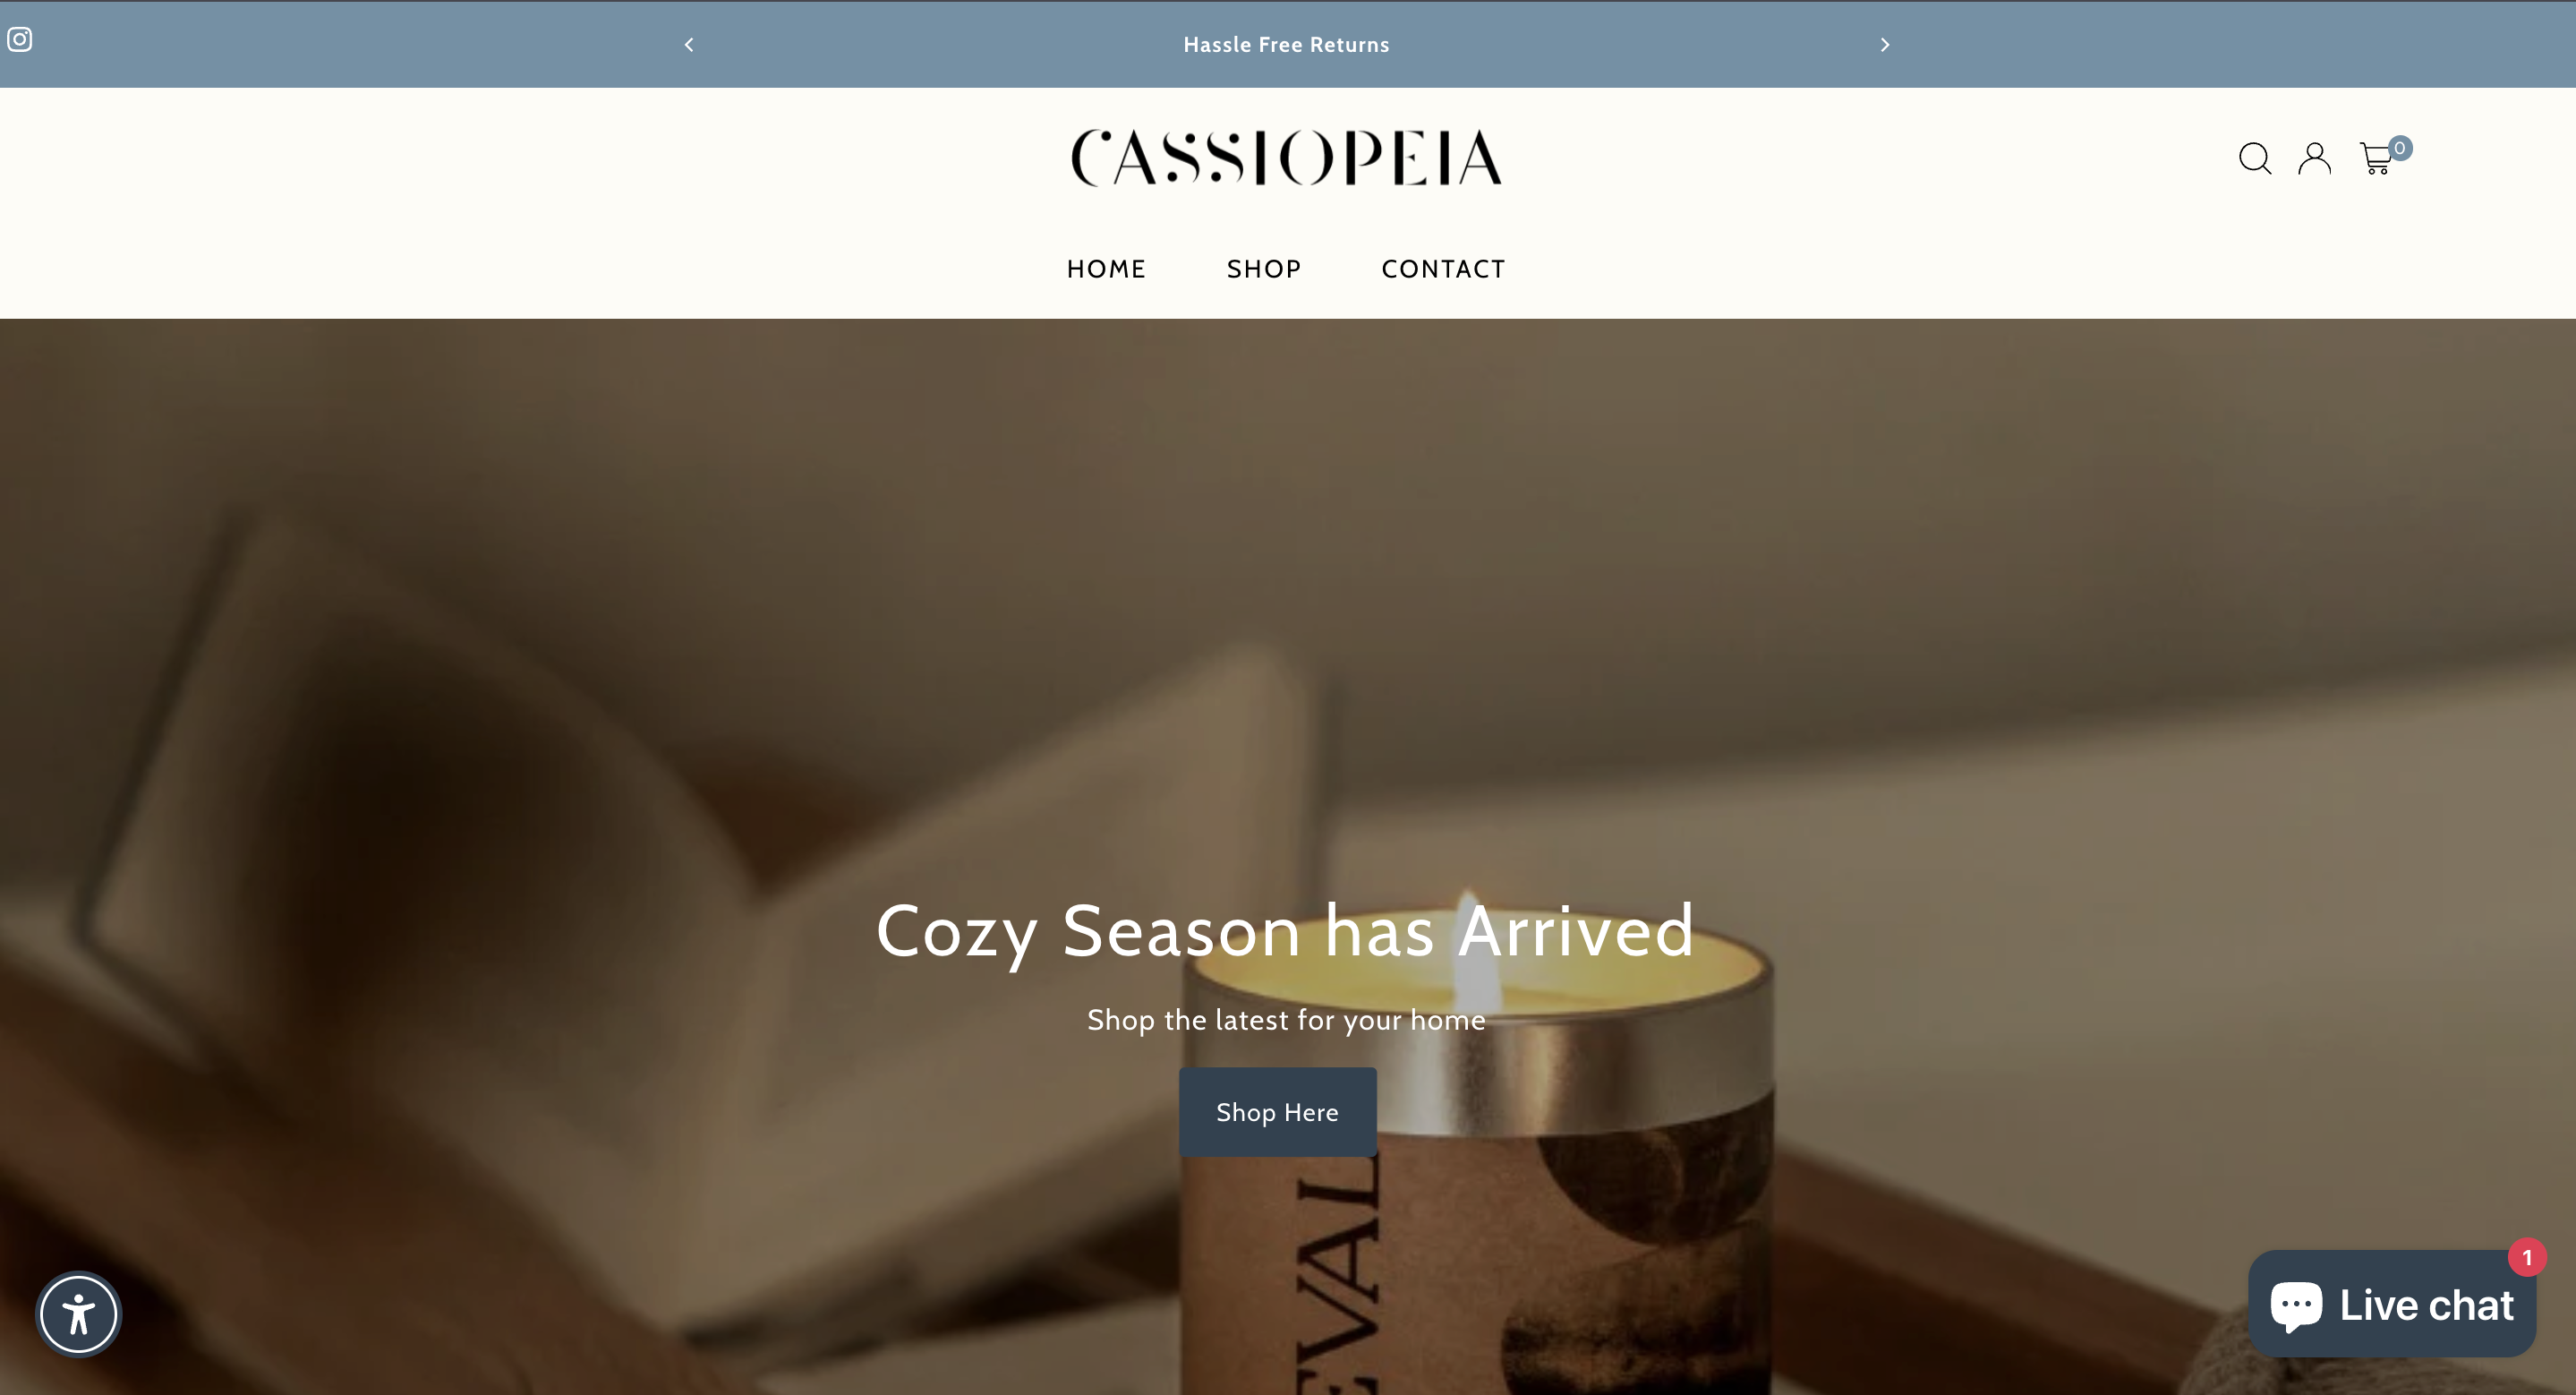 Hassle Free Returns
CASSIOPEIA
0
HOME SHOP CONTACT
Cozy Season has Arrived
Shop the latest for your home
Shop Here
EVAL
1
Live chat